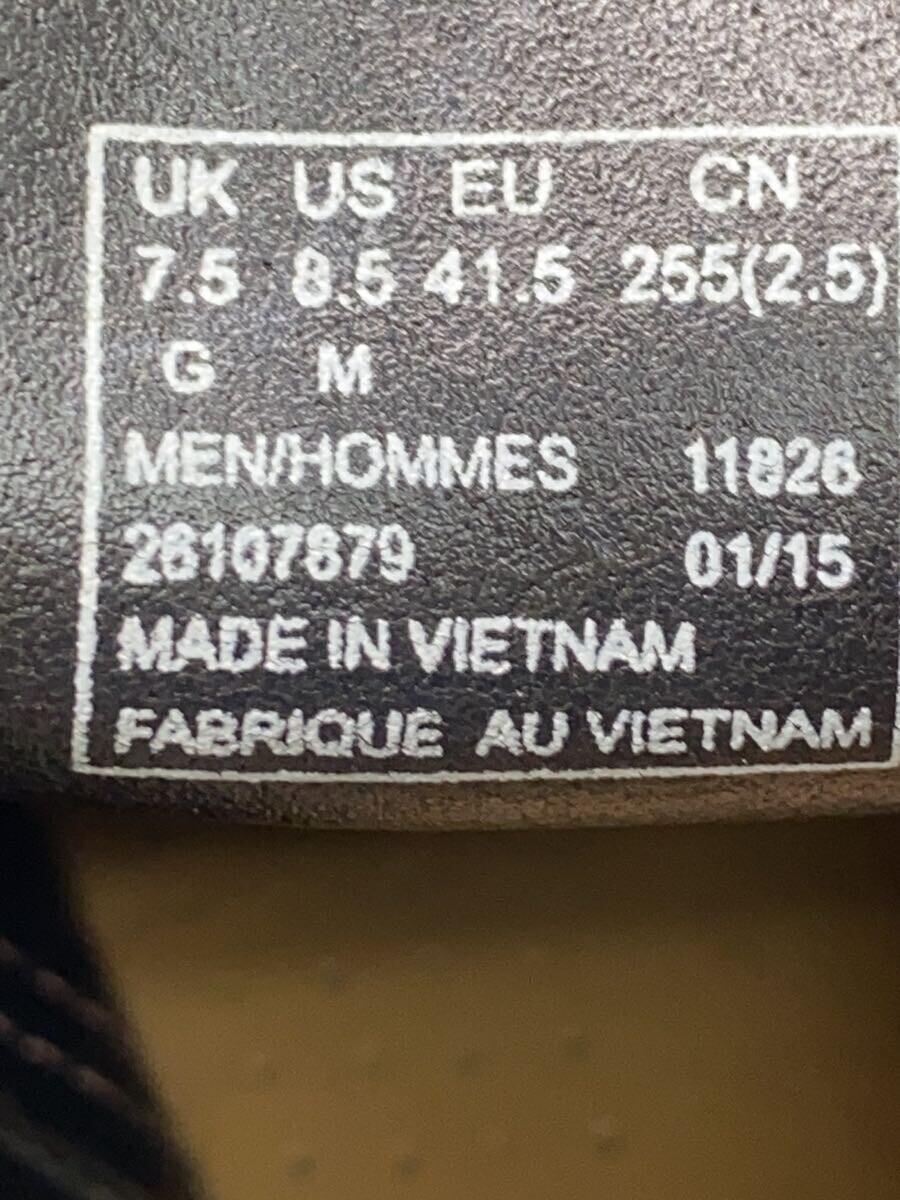 UK US EU CN
7.5 8.5 41.5 255(2.5)
G M
MEN/HOMMES 11826
26107879
01/15
MADE IN VIETNAM
FABRIQUE AU VIETNAM